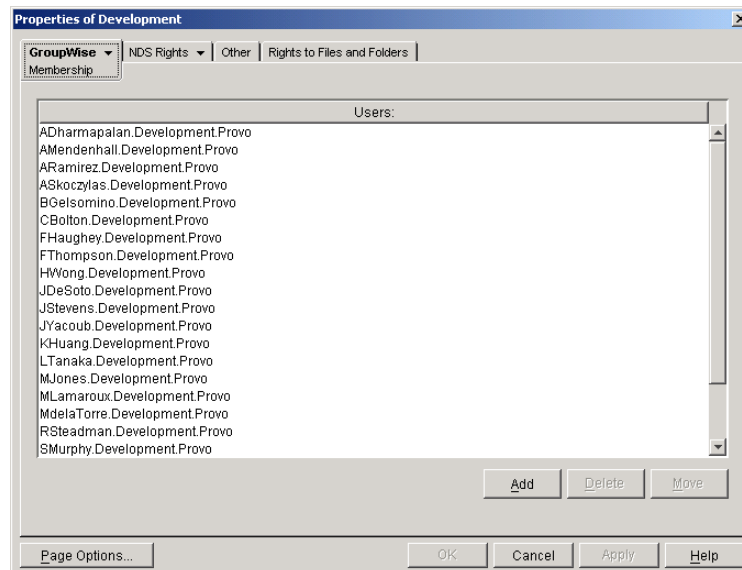 Properties of Development
GroupWise
NDS Rights
Other
Rights to Files and Folders
Membership
Users:
ADharmapalan.Development.Provo
AMendenhall.Development.Provo
ARamirez.Development.Provo
ASkoczylas.Development.Provo
BGelsomino.Development.Provo
CBolton.Development.Provo
FHaughey.Development.Provo
FThompson.Development.Provo
HWong.Development.Provo
JDeSoto.Development.Provo
JStevens.Development.Provo
JYacoub.Development.Provo
KHuang.Development.Provo
LTanaka.Development.Provo
MJones.Development.Provo
MLamaroux.Development.Provo
MdelaTorre.Development.Provo
RSteadman.Development.Provo
SMurphy.Development.Provo
Add
Delete
Move
Page Options...
OK
Cancel
Apply
Help